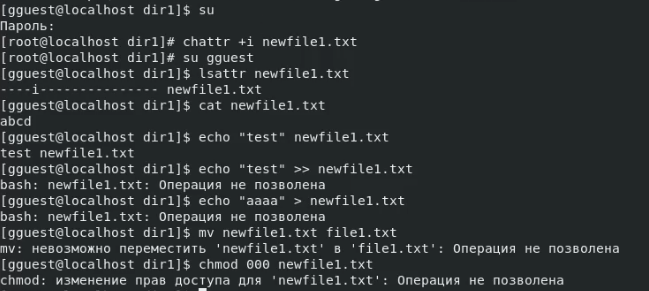 [gguest@localhost dir1]$ su
Пароль:
[root@localhost dir1]# chattr +i newfile1.txt
[root@localhost dir1]# su gguest
[gguest@localhost dir1]$ lsattr newfile1.txt
----i--------------- newfile1.txt
[gguest@localhost dir1]$ cat newfile1.txt
abcd
[gguest@localhost dir1]$ echo "test" newfile1.txt
test newfile1.txt
[gguest@localhost dir1]$ echo "test" >> newfile1.txt
bash: newfile1.txt: Операция не позволена
[gguest@localhost dir1]$ echo "aaaa" > newfile1.txt
bash: newfile1.txt: Операция не позволена
[gguest@localhost dir1]$ mv newfile1.txt file1.txt
mv: невозможно переместить 'newfile1.txt' в 'file1.txt': Операция не позволена
[gguest@localhost dir1]$ chmod 000 newfile1.txt
chmod: изменение прав доступа для 'newfile1.txt': Операция не позволена